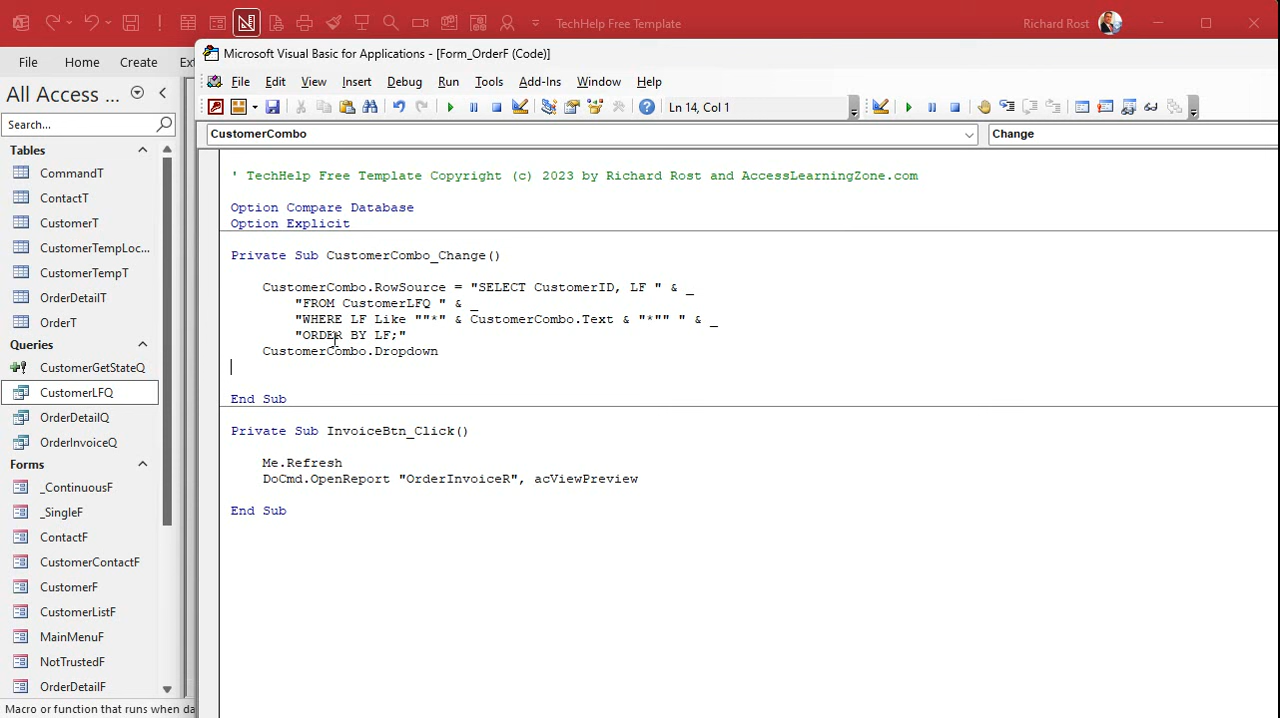 TechHelp Free Template
Richard Rost
File
Home
Create
Microsoft Visual Basic for Applications - [Form_OrderF (Code)]
File Edit View Insert Debug Run Tools Add-Ins Window Help
Ln 14, Col 1
All Access ...
Search...
CustomerCombo
Change
Tables
CommandT
ContactT
CustomerT
CustomerTempLoc...
CustomerTempT
OrderDetailT
OrderT
Queries
CustomerGetStateQ
CustomerLFQ
OrderDetailQ
OrderInvoiceQ
Forms
_ContinuousF
_SingleF
ContactF
CustomerContactF
CustomerF
CustomerListF
MainMenuF
NotTrustedF
OrderDetailF
Macro or function that runs when da
' TechHelp Free Template Copyright (c) 2023 by Richard Rost and AccessLearningZone.com
Option Compare Database
Option Explicit
Private Sub CustomerCombo_Change()
CustomerCombo.RowSource = "SELECT CustomerID, LF " & _
"FROM CustomerLFQ " & _
"WHERE LF Like ""*" & CustomerCombo.Text & "*"" " & _
"ORDER BY LF;"
CustomerCombo.Dropdown
End Sub
Private Sub InvoiceBtn_Click()
Me.Refresh
DoCmd.OpenReport "OrderInvoiceR", acViewPreview
End Sub